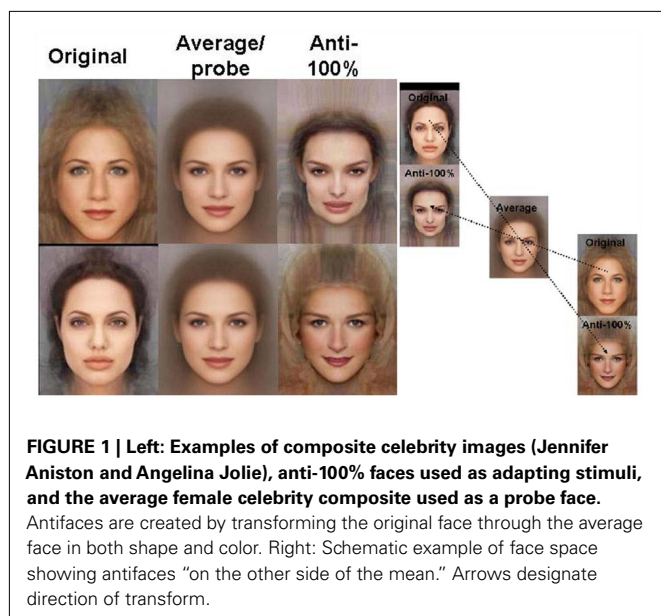 Original
Average/
probe
Anti-
100%
Original
Anti-100%
Average
Original
Anti-100%
FIGURE 1 | Left: Examples of composite celebrity images (Jennifer
Aniston and Angelina Jolie), anti-100% faces used as adapting stimuli,
and the average female celebrity composite used as a probe face.
Antifaces are created by transforming the original face through the average
face in both shape and color. Right: Schematic example of face space
showing antifaces “on the other side of the mean.” Arrows designate
direction of transform.